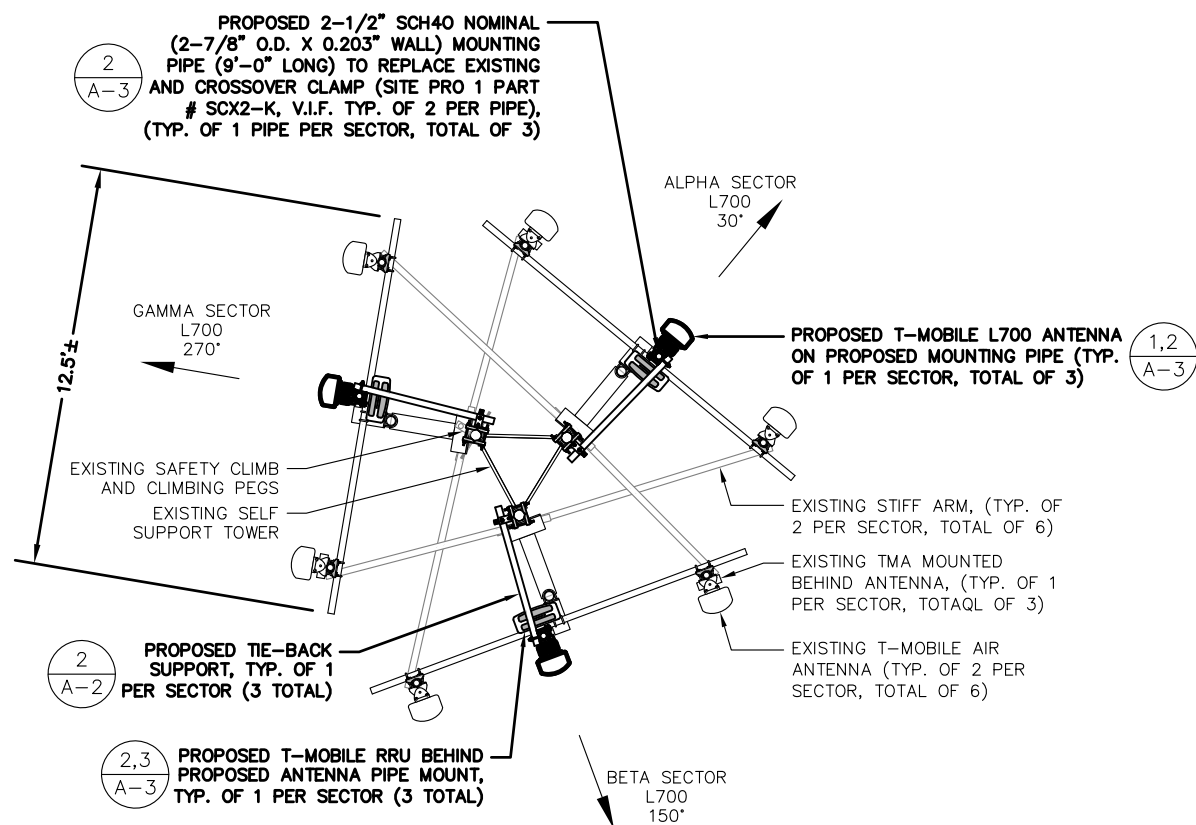 PROPOSED 2-1/2" SCH40 NOMINAL
(2-7/8" O.D. X 0.203" WALL) MOUNTING
PIPE (9'-0" LONG) TO REPLACE EXISTING
AND CROSSOVER CLAMP (SITE PRO 1 PART
# SCX2-K, V.I.F. TYP. OF 2 PER PIPE),
(TYP. OF 1 PIPE PER SECTOR, TOTAL OF 3)
2
A-3
ALPHA SECTOR
L700
30°
GAMMA SECTOR
L700
270°
12.5'±
PROPOSED T-MOBILE L700 ANTENNA
ON PROPOSED MOUNTING PIPE (TYP.
OF 1 PER SECTOR, TOTAL OF 3)
1,2
A-3
EXISTING SAFETY CLIMB
AND CLIMBING PEGS
EXISTING SELF
SUPPORT TOWER
EXISTING STIFF ARM, (TYP. OF
2 PER SECTOR, TOTAL OF 6)
EXISTING TMA MOUNTED
BEHIND ANTENNA, (TYP. OF 1
PER SECTOR, TOTAQL OF 3)
EXISTING T-MOBILE AIR
ANTENNA (TYP. OF 2 PER
SECTOR, TOTAL OF 6)
2
A-2
PROPOSED TIE-BACK
SUPPORT, TYP. OF 1
PER SECTOR (3 TOTAL)
2,3
A-3
PROPOSED T-MOBILE RRU BEHIND
PROPOSED ANTENNA PIPE MOUNT,
TYP. OF 1 PER SECTOR (3 TOTAL)
BETA SECTOR
L700
150°